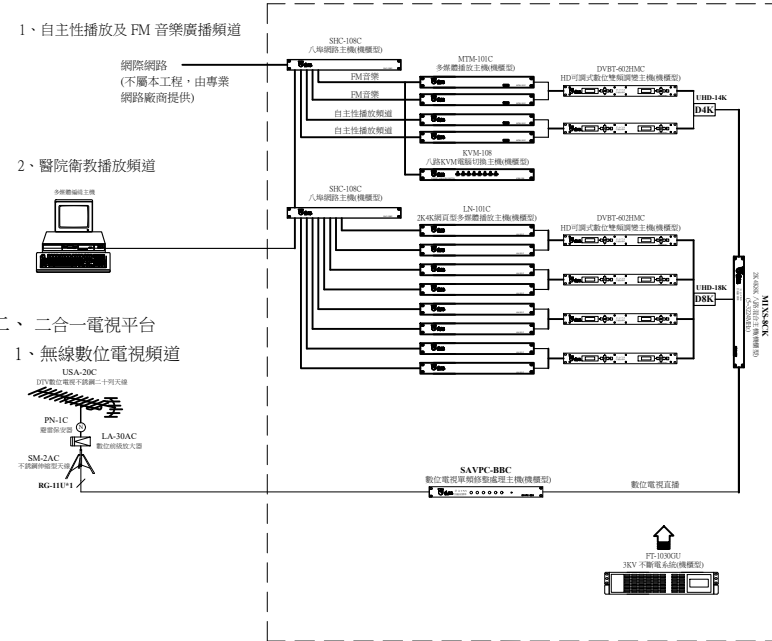 1、自主性播放及 FM 音樂廣播頻道
網際網路
(不屬本工程，由專業
網路廠商提供)
SHC-108C
八埠網路主機(機櫃型)
FM音樂
FM音樂
自主性播放頻道
自主性播放頻道
MTM-101C
多媒體播放主機(機櫃型)
DVBT-602HMC
HD可調式數位雙頻調變主機(機櫃型)
UHD-14K
D4K
KVM-108
八路KVM電腦切換主機(機櫃型)
2、醫院衛教播放頻道
多媒體編輯主機
SHC-108C
八埠網路主機(機櫃型)
LN-101C
2K4K網頁型多媒體播放主機(機櫃型)
DVBT-602HMC
HD可調式數位雙頻調變主機(機櫃型)
UHD-18K
D8K
MIXS-8CK
二、 二合一電視平台
1、無線數位電視頻道
USA-20C
DTV數位電視不銹鋼二十列天線
PN-1C
避雷保安器
N
LA-30AC
數位前級放大器
SM-2AC
不銹鋼伸縮型天線
RG-11U*1
SAVPC-BBC
數位電視單頻修整處理主機(機櫃型)
數位電視直播
FT-1030GU
3KV 不斷電系統(機櫃型)